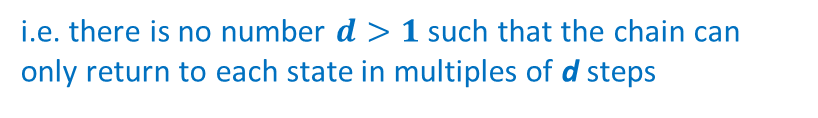 i.e. there is no number d > 1 such that the chain can
only return to each state in multiples of d steps